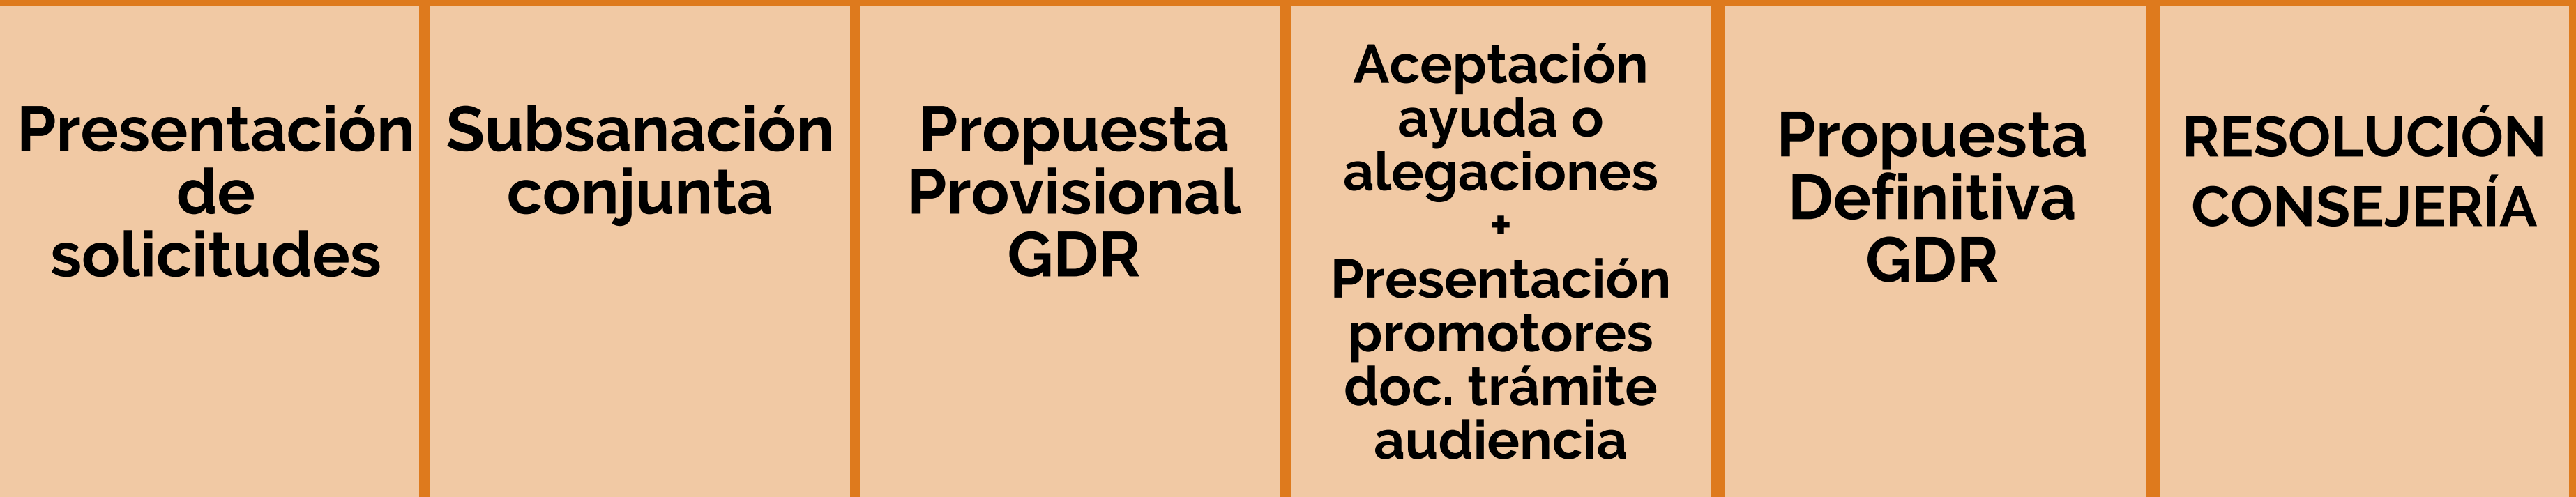 Presentación
de
solicitudes
Subsanación
conjunta
Propuesta
Provisional
GDR
Aceptación
ayuda o
alegaciones
+
Presentación
promotores
doc. trámite
audiencia
Propuesta
Definitiva
GDR
RESOLUCIÓN
CONSEJERÍA